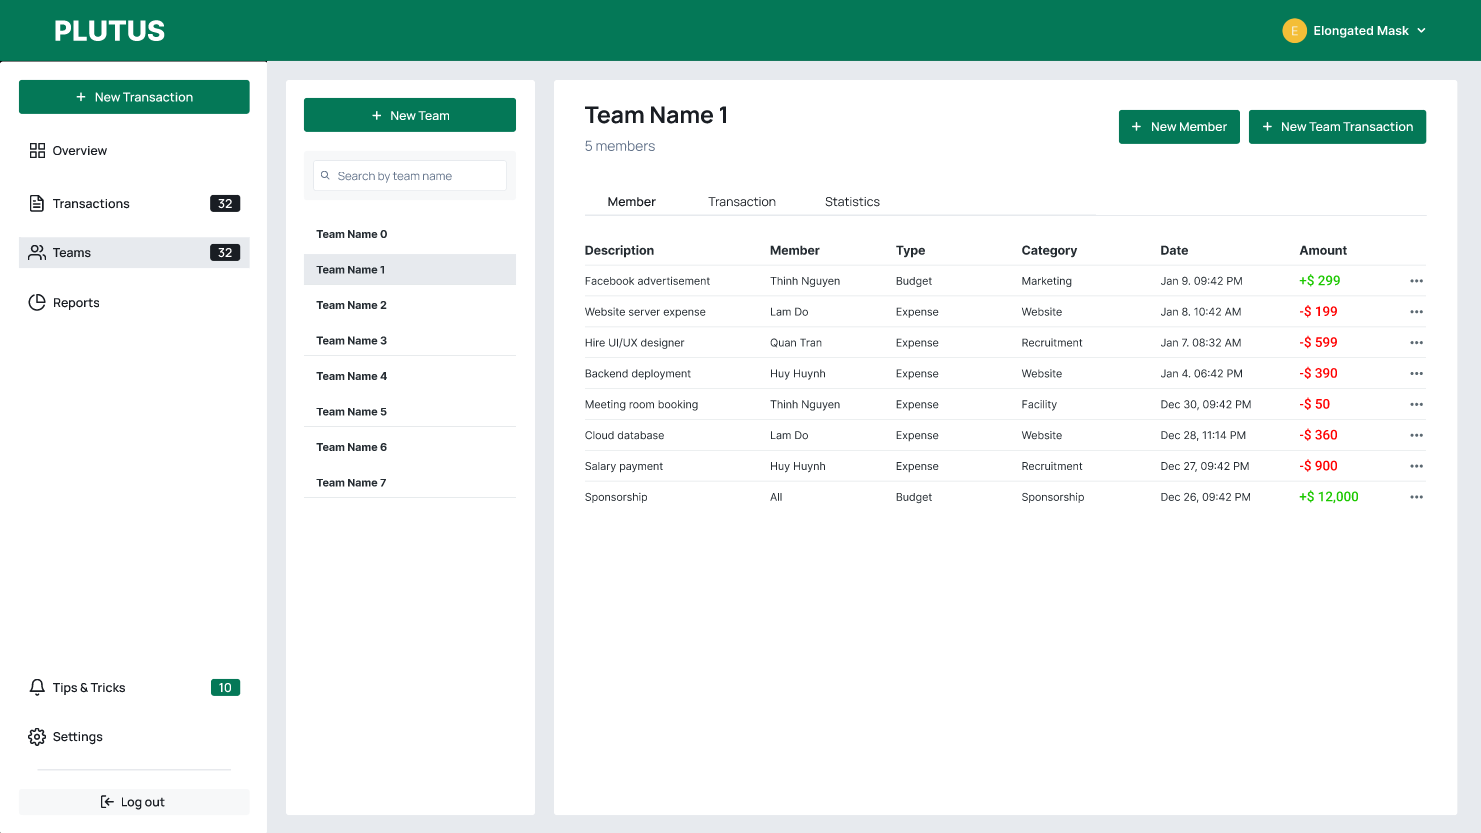 PLUTUS
E Elongated Mask
New Transaction
Overview
Transactions 32
Teams 32
Reports
Tips & Tricks 10
Settings
Log out
New Team
Search by team name
Team Name 0
Team Name 1
Team Name 2
Team Name 3
Team Name 4
Team Name 5
Team Name 6
Team Name 7
Team Name 1
5 members
+ New Member + New Team Transaction
Member Transaction Statistics
Description Member Type Category Date Amount
Facebook advertisement Thinh Nguyen Budget Marketing Jan 9. 09:42 PM +$ 299
Website server expense Lam Do Expense Website Jan 8. 10:42 AM -$ 199
Hire UI/UX designer Quan Tran Expense Recruitment Jan 7. 08:32 AM -$ 599
Backend deployment Huy Huynh Expense Website Jan 4. 06:42 PM -$ 390
Meeting room booking Thinh Nguyen Expense Facility Dec 30, 09:42 PM -$ 50
Cloud database Lam Do Expense Website Dec 28, 11:14 PM -$ 360
Salary payment Huy Huynh Expense Recruitment Dec 27, 09:42 PM -$ 900
Sponsorship All Budget Sponsorship Dec 26, 09:42 PM +$ 12,000